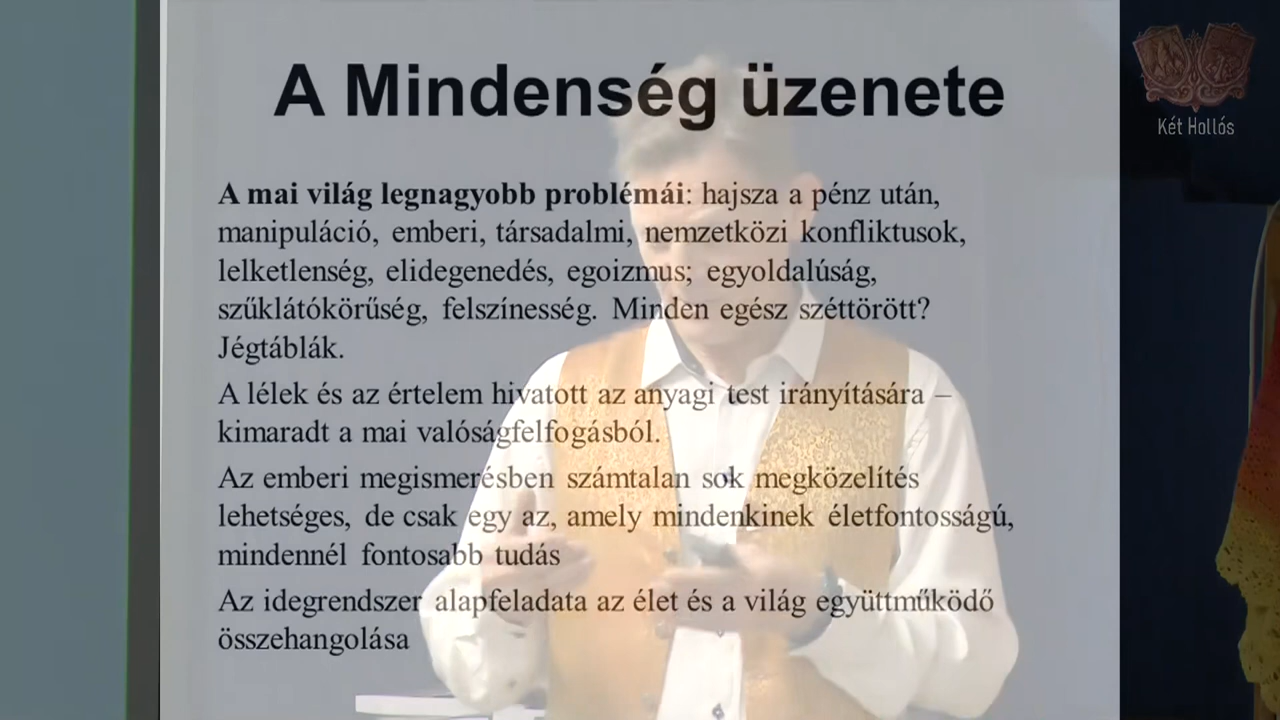 A Mindenség üzenete
A mai világ legnagyobb problémái: hajsza a pénz után,
manipuláció, emberi, társadalmi, nemzetközi konfliktusok,
lelketlenség, elidegenedés, egoizmus; egyoldalúság,
szűklátókörűség, felszínesség. Minden egész széttörött?
Jégtáblák.
A lélek és az értelem hivatott az anyagi test irányítására –
kimaradt a mai valóságfelfogásból.
Az emberi megismerésben számtalan sok megközelítés
lehetséges, de csak egy az, amely mindenkinek életfontosságú,
mindennél fontosabb tudás
Az idegrendszer alapfeladata az élet és a világ együttműködő
összehangolása
Két Hollós